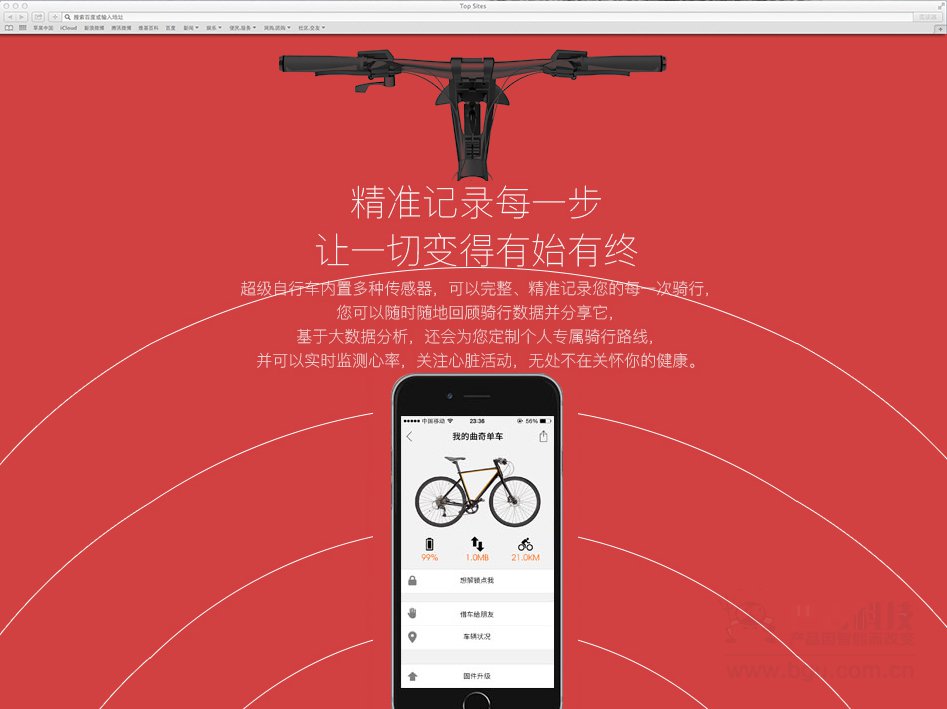 Top Sites
搜索百度或输入地址
阅读器
苹果中国 iCloud 新浪微博 腾讯微博 维基百科 百度 新闻 娱乐 便民.服务 网购.团购 社区.交友
精准记录每一步
让一切变得有始有终
超级自行车内置多种传感器，可以完整、精准记录您的每一次骑行，
您可以随时随地回顾骑行数据并分享它，
基于大数据分析，还会为您定制个人专属骑行路线，
并可以实时监测心率，关注心脏活动，无处不在关怀你的健康。
中国移动 23:36 56%
我的曲奇单车
99% 1.0MB 21.0KM
想解锁点我
借车给朋友
车辆状况
固件升级
科技
产品因智能而改变